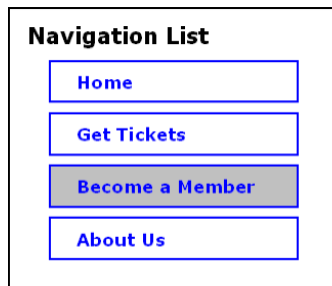 Navigation List
Home
Get Tickets
Become a Member
About Us